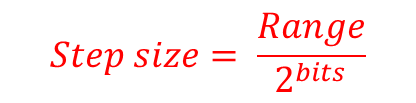 Step size = Range / 2^bits